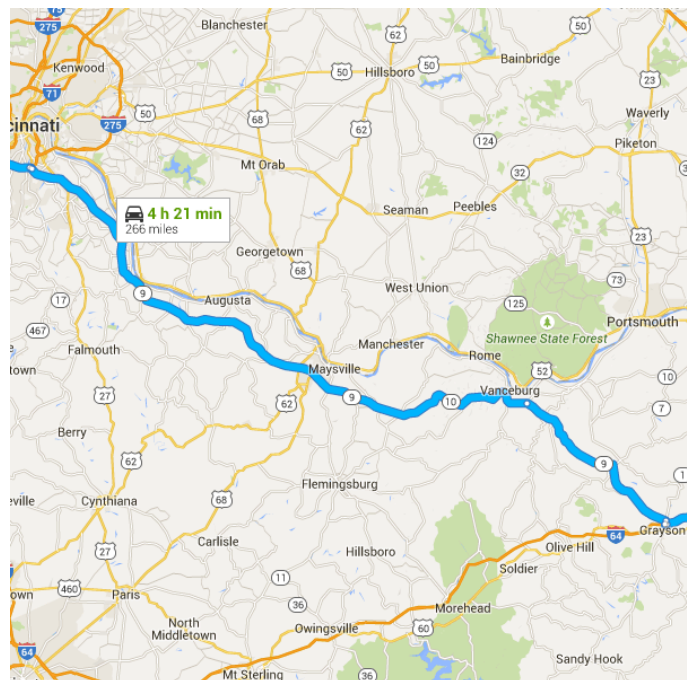 75
275
Blanchester
62
Kenwood
50
Hillsboro
50
Bainbridge
50
23
71
cinnati
275
50
68
62
Waverly
124
Piketon
Mt Orab
32
4 h 21 min
266 miles
Seaman
Peebles
23
Georgetown
68
West Union
73
17
9
Augusta
125
467
Manchester
Shawnee State Forest
Portsmouth
Falmouth
Rome
town
Maysville
52
10
27
62
9
10
Vanceburg
7
Berry
62
9
Flemingsburg
1
eville
Cynthiana
68
Grayson
27
Carlisle
Hillsboro
64
Olive Hill
Soldier
11
460
own
Paris
36
Morehead
North
Middletown
Owingsville
60
64
Sandy Hook
Mt Sterling
36